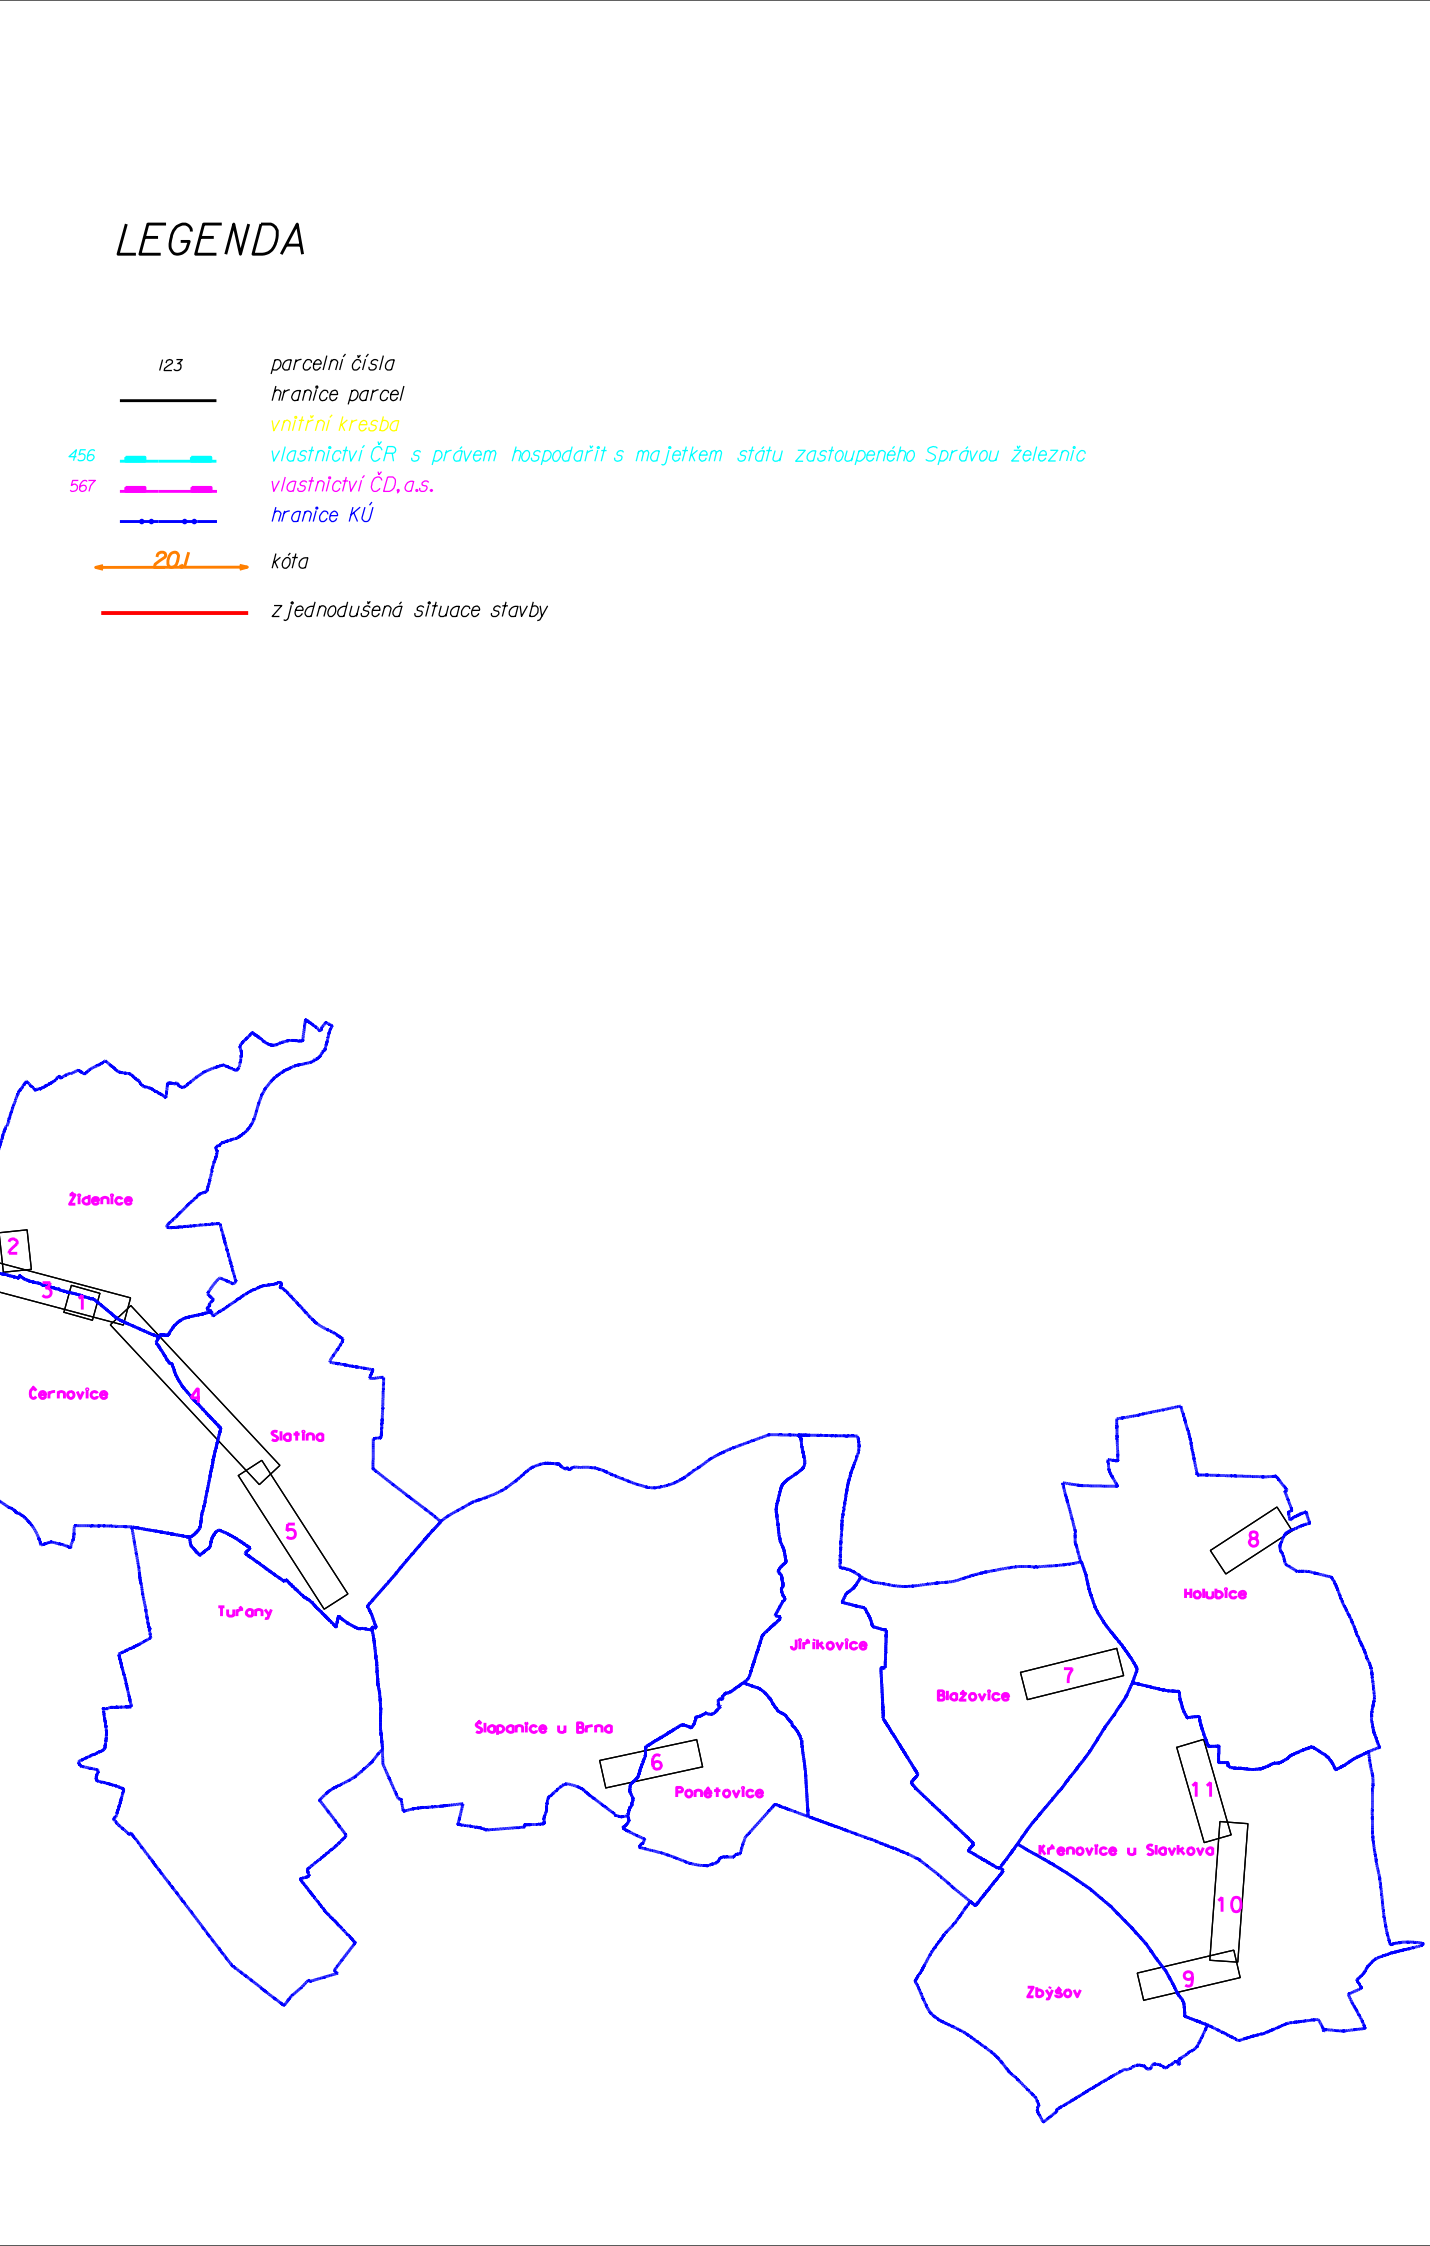 LEGENDA
123 parcelní čísla
hranice parcel
vnitřní kresba
456 vlastnictví ČR s právem hospodařit s majetkem státu zastoupeného Správou železnic
567 vlastnictví ČD, a.s.
hranice KÚ
20.1 kóta
zjednodušená situace stavby
Židenice
2
3
1
Černovice
4
Slatina
5
8
Holubice
Tuřany
Jiříkovice
7
Blažovice
Šlapanice u Brna
6
Ponětovice
11
Křenovice u Slavkova
10
9
Zbýšov